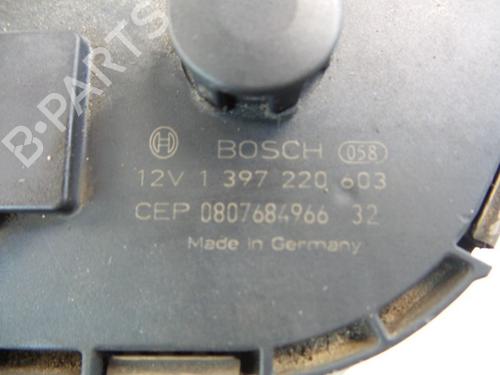 B-PARTS
BOSCH 058
12V 1 397 220 603
CEP 0807684966 32
Made in Germany